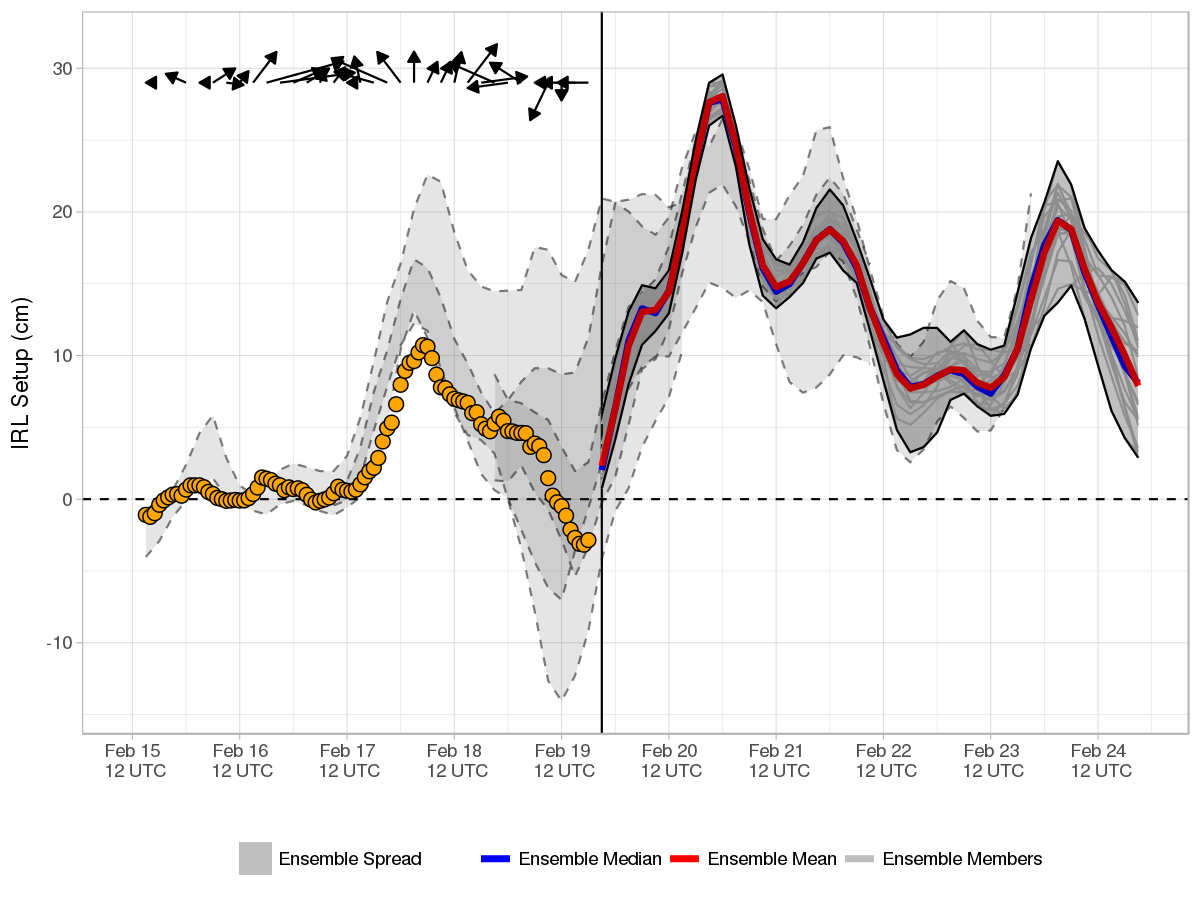 IRL Setup (cm)
30
20
10
0
-10
Feb 15 Feb 16 Feb 17 Feb 18 Feb 19 Feb 20 Feb 21 Feb 22 Feb 23 Feb 24
12 UTC 12 UTC 12 UTC 12 UTC 12 UTC 12 UTC 12 UTC 12 UTC 12 UTC 12 UTC
Ensemble Spread Ensemble Median Ensemble Mean Ensemble Members